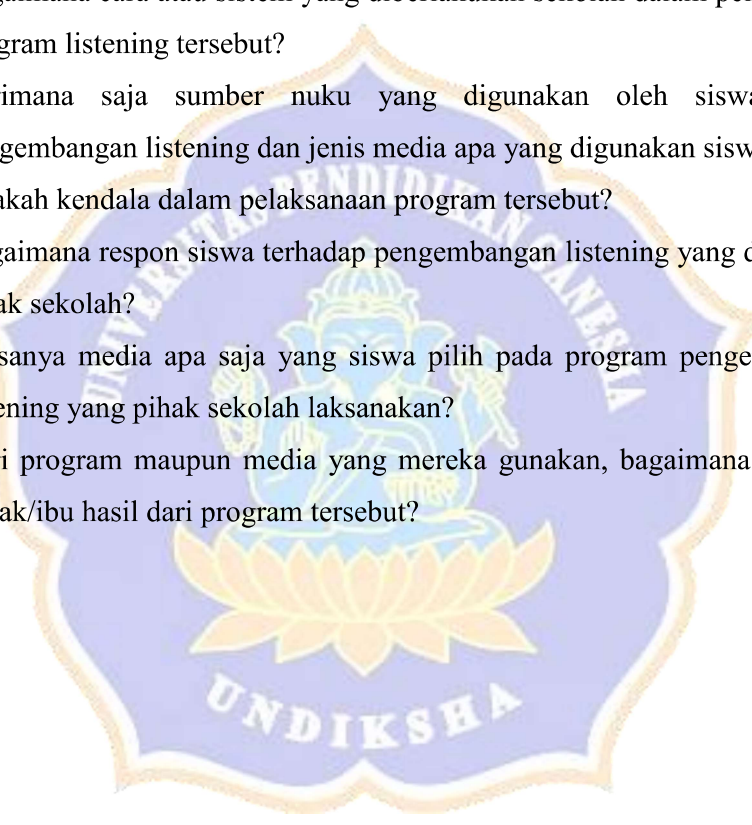 program listening tersebut?
imana saja sumber nuku yang digunakan oleh siswa
gembangan listening dan jenis media apa yang digunakan sisw
akah kendala dalam pelaksanaan program tersebut?
gaimana respon siswa terhadap pengembangan listening yang d
ak sekolah?
sanya media apa saja yang siswa pilih pada program penge
ening yang pihak sekolah laksanakan?
i program maupun media yang mereka gunakan, bagaimana
ak/ibu hasil dari program tersebut?
UNIVERSITAS PENDIDIKAN GANESHA
UNDIKSHA